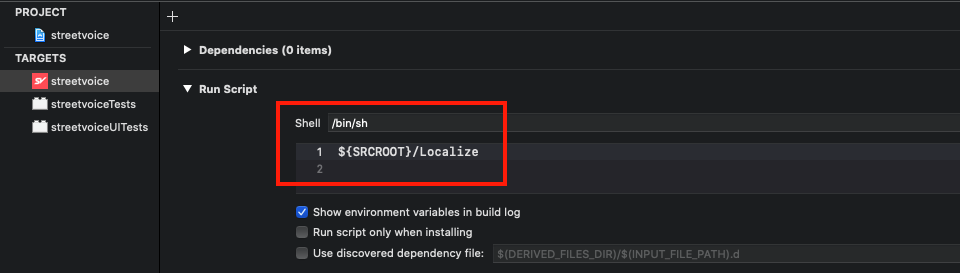 PROJECT
streetvoice
TARGETS
streetvoice
streetvoiceTests
streetvoiceUITests
+
Dependencies (0 items)
Run Script
Shell /bin/sh
1 ${SRCROOT}/Localize
2
Show environment variables in build log
Run script only when installing
Use discovered dependency file: $(DERIVED_FILES_DIR)/$(INPUT_FILE_PATH).d